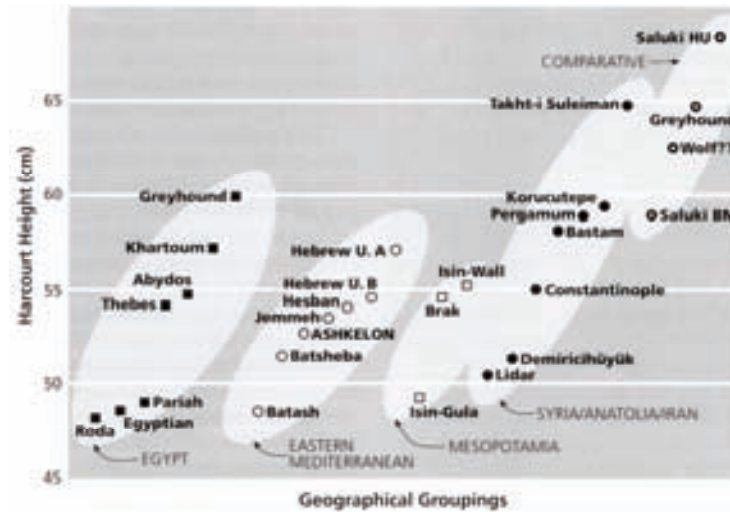 Saluki HU
COMPARATIVE
65
Takht-i Suleiman
Greyhound
Wolf??
60
Greyhound
Korucutepe
Pergamum
Saluki BM
Bastam
Khartoum
Hebrew U. A
Abydos
Isin-Wall
Hebrew U. B
55
Thebes
Hesban
Brak
Constantinople
Jemmeh
ASHKELON
Batsheba
Demiricihüyük
Lidar
50
Pariah
Egyptian
Roda
Batash
Isin-Gula
SYRIA/ANATOLIA/IRAN
EGYPT
EASTERN
MEDITERRANEAN
MESOPOTAMIA
45
Harcourt Height (cm)
Geographical Groupings